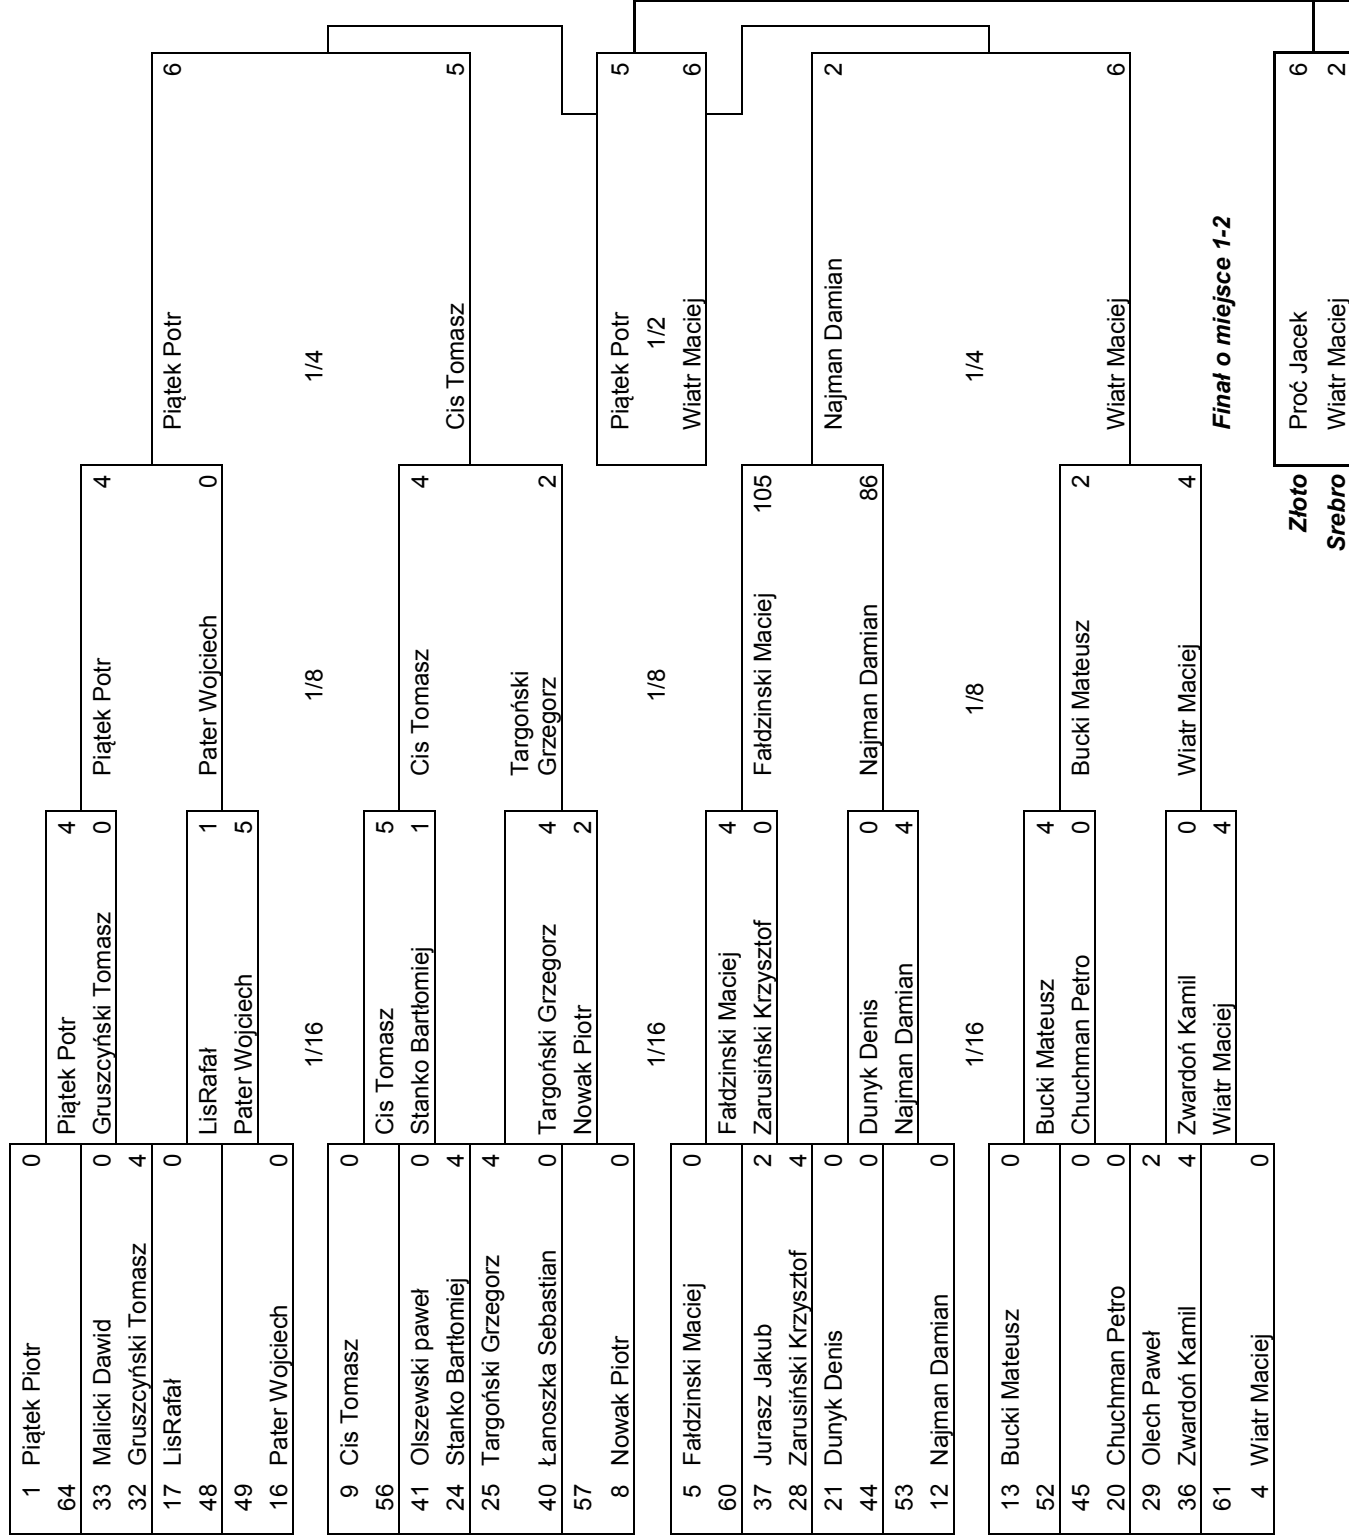 1 Piątek Piotr 0
64
33 Malicki Dawid 0
32 Gruszcyński Tomasz 4
17 LisRafał 0
48
49
16 Pater Wojciech 0
9 Cis Tomasz 0
56
41 Olszewski paweł 0
24 Stanko Bartłomiej 4
25 Targoński Grzegorz 4
40 Łanoszka Sebastian 0
57
8 Nowak Piotr 0
5 Fałdzinski Maciej 0
60
37 Jurasz Jakub 2
28 Zarusiński Krzysztof 4
21 Dunyk Denis 0
44 0
53
12 Najman Damian 0
13 Bucki Mateusz 0
52
45 0
20 Chuchman Petro 0
29 Olech Paweł 2
36 Zwardoń Kamil 4
61
4 Wiatr Maciej 0
Piątek Potr 4
Gruszcyński Tomasz 0
LisRafał 1
Pater Wojciech 5
1/16
Cis Tomasz 5
Stanko Bartłomiej 1
Targoński Grzegorz 4
Nowak Piotr 2
1/16
Fałdzinski Maciej 4
Zarusiński Krzysztof 0
Dunyk Denis 0
Najman Damian 4
1/16
Bucki Mateusz 4
Chuchman Petro 0
Zwardoń Kamil 0
Wiatr Maciej 4
Piątek Potr 4
Pater Wojciech 0
1/8
Cis Tomasz 4
Targoński
Grzegorz 2
1/8
Fałdzinski Maciej 105
Najman Damian 86
1/8
Bucki Mateusz 2
Wiatr Maciej 4
Piątek Potr 6
1/4
Cis Tomasz 5
Piątek Potr 5
1/2
Wiatr Maciej 6
Najman Damian 2
1/4
Wiatr Maciej 6
Finał o miejsce 1-2
Złoto Proć Jacek 6
Srebro Wiatr Maciej 2